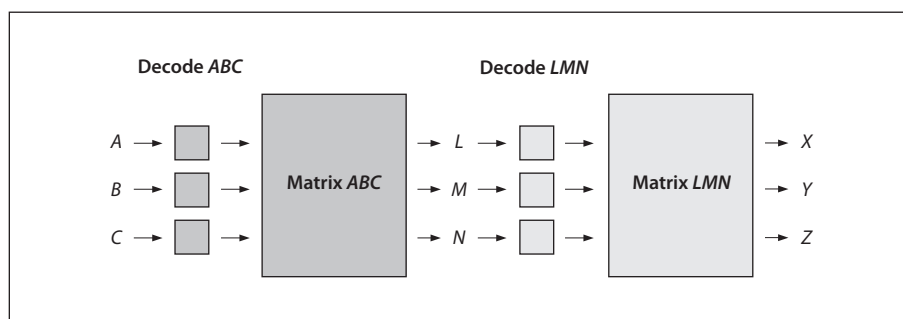 Decode ABC Decode LMN
A L X
B Matrix ABC M Matrix LMN Y
C N Z